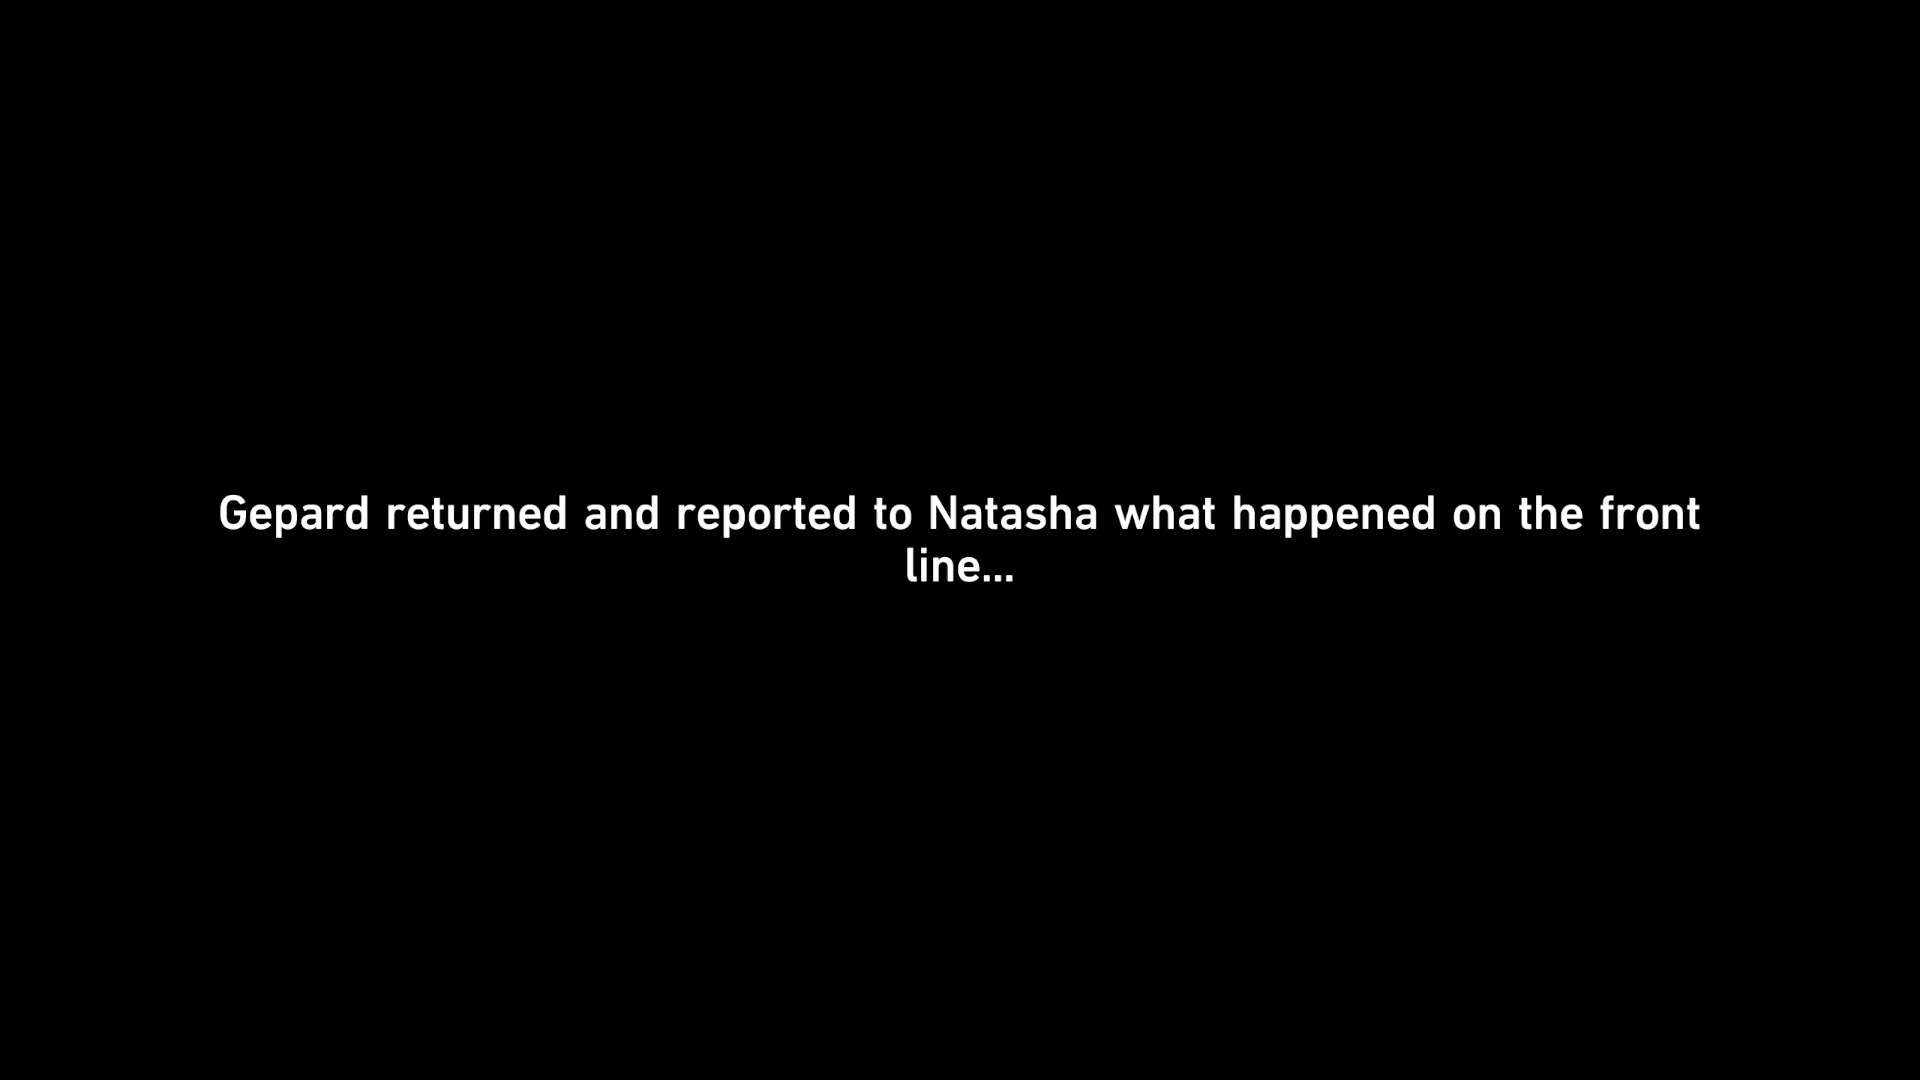 Gepard returned and reported to Natasha what happened on the front
line...